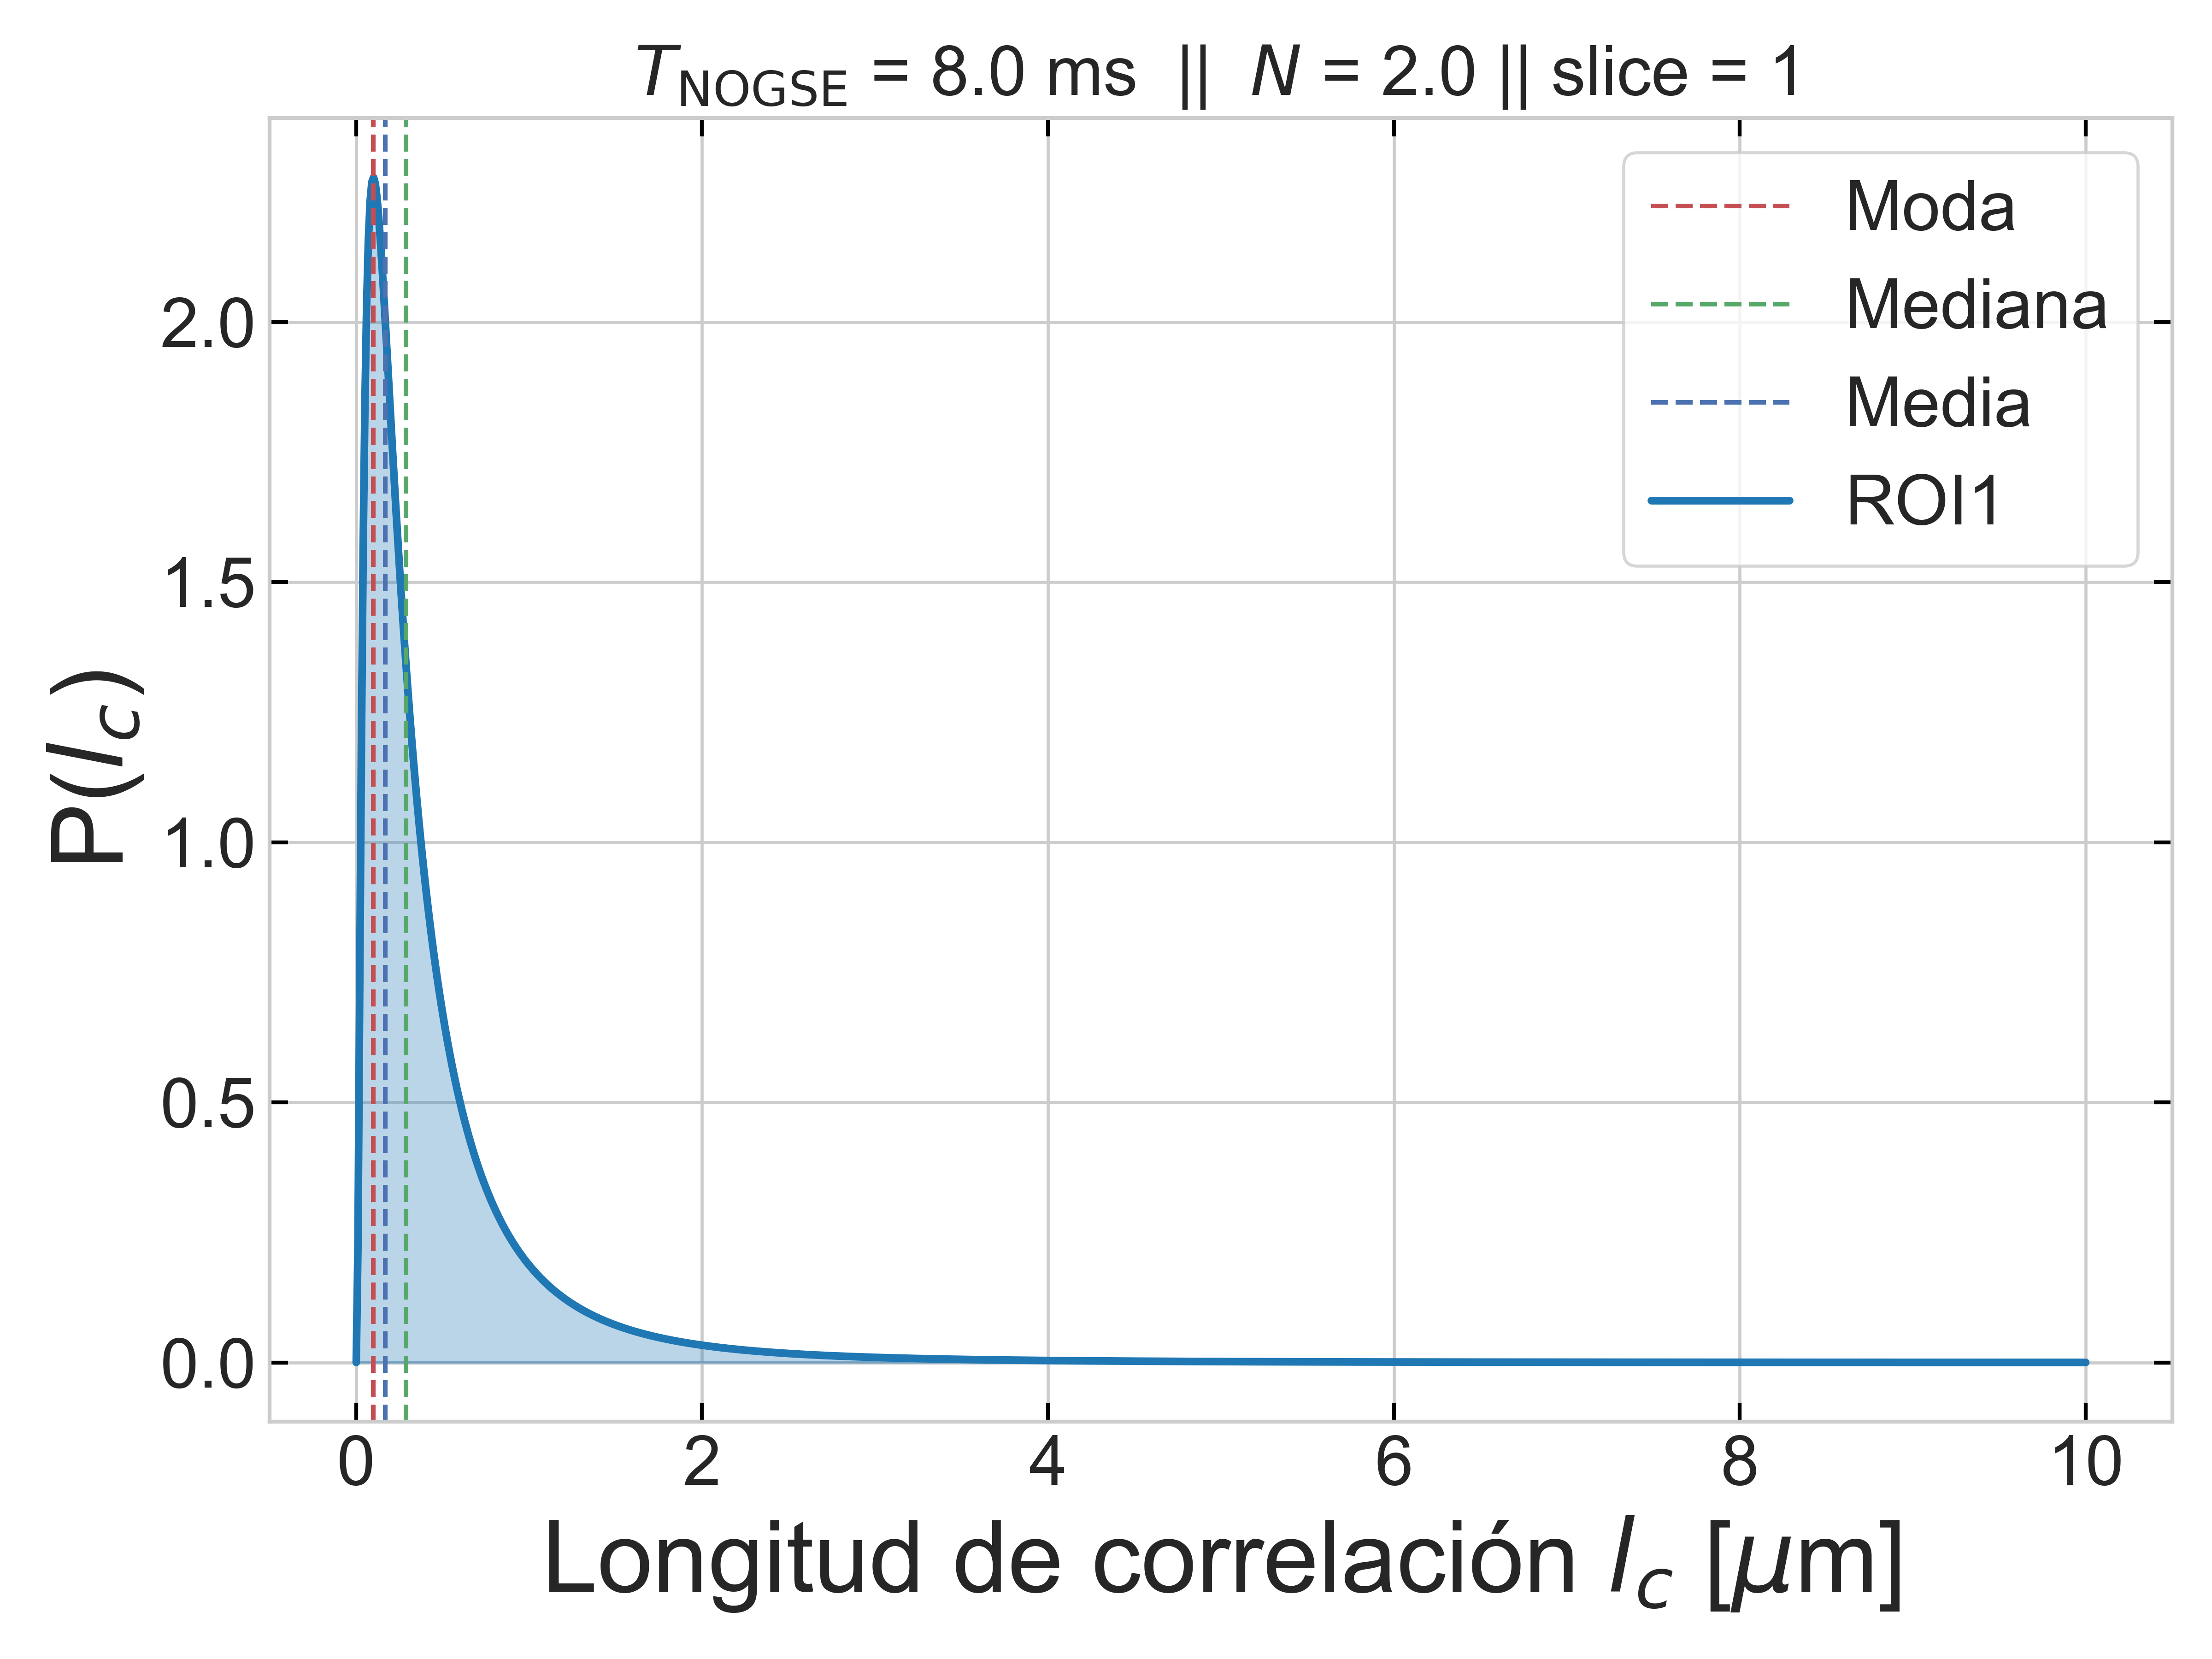 T_NOGSE = 8.0 ms || N = 2.0 || slice = 1
Moda
Mediana
Media
ROI1
P(l_c)
2.0
1.5
1.0
0.5
0.0
0 2 4 6 8 10
Longitud de correlación l_c [μm]